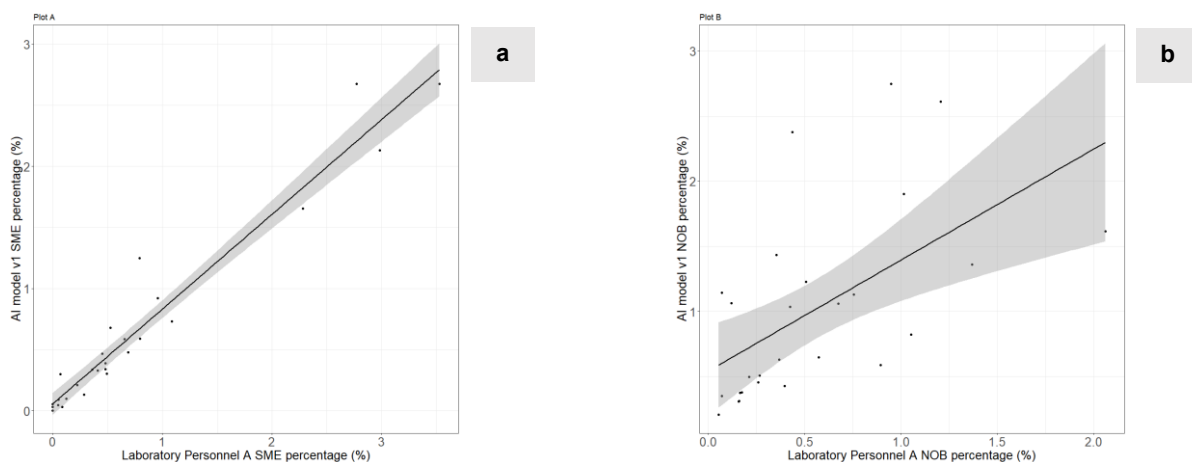 Plot A
a
3
2
1
0
AI model v1 SME percentage (%)
0 1 2 3
Laboratory Personnel A SME percentage (%)
Plot B
b
3
2
1
AI model v1 NOB percentage (%)
0.0 0.5 1.0 1.5 2.0
Laboratory Personnel A NOB percentage (%)